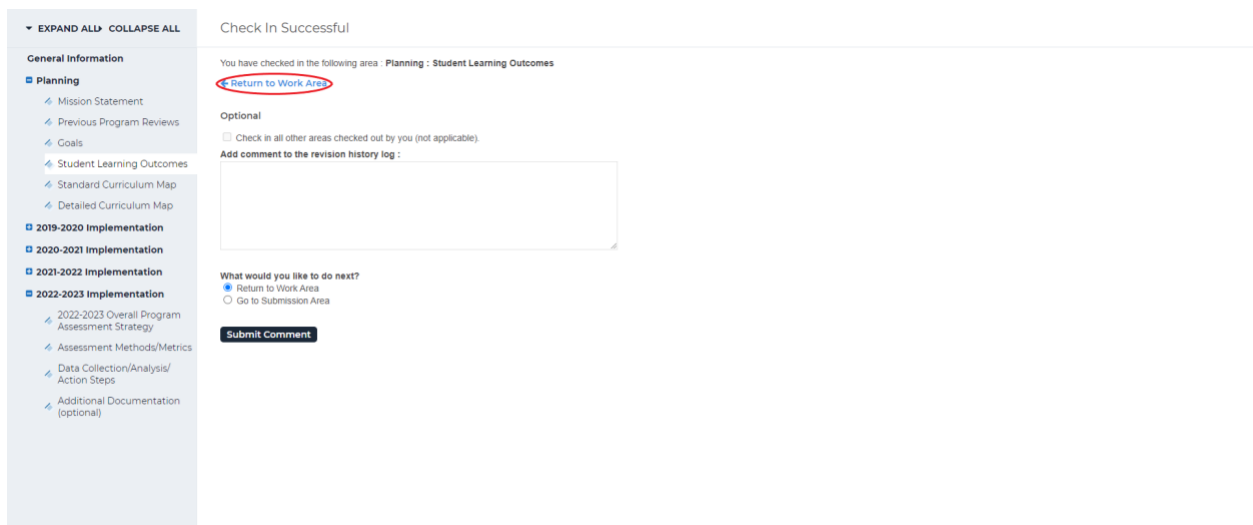 EXPAND ALL COLLAPSE ALL
General Information
Planning
Mission Statement
Previous Program Reviews
Goals
Student Learning Outcomes
Standard Curriculum Map
Detailed Curriculum Map
2019-2020 Implementation
2020-2021 Implementation
2021-2022 Implementation
2022-2023 Implementation
2022-2023 Overall Program
Assessment Strategy
Assessment Methods/Metrics
Data Collection/Analysis/
Action Steps
Additional Documentation
(optional)
Check In Successful
You have checked in the following area : Planning : Student Learning Outcomes
Return to Work Area
Optional
Check in all other areas checked out by you (not applicable).
Add comment to the revision history log :
What would you like to do next?
Return to Work Area
Go to Submission Area
Submit Comment